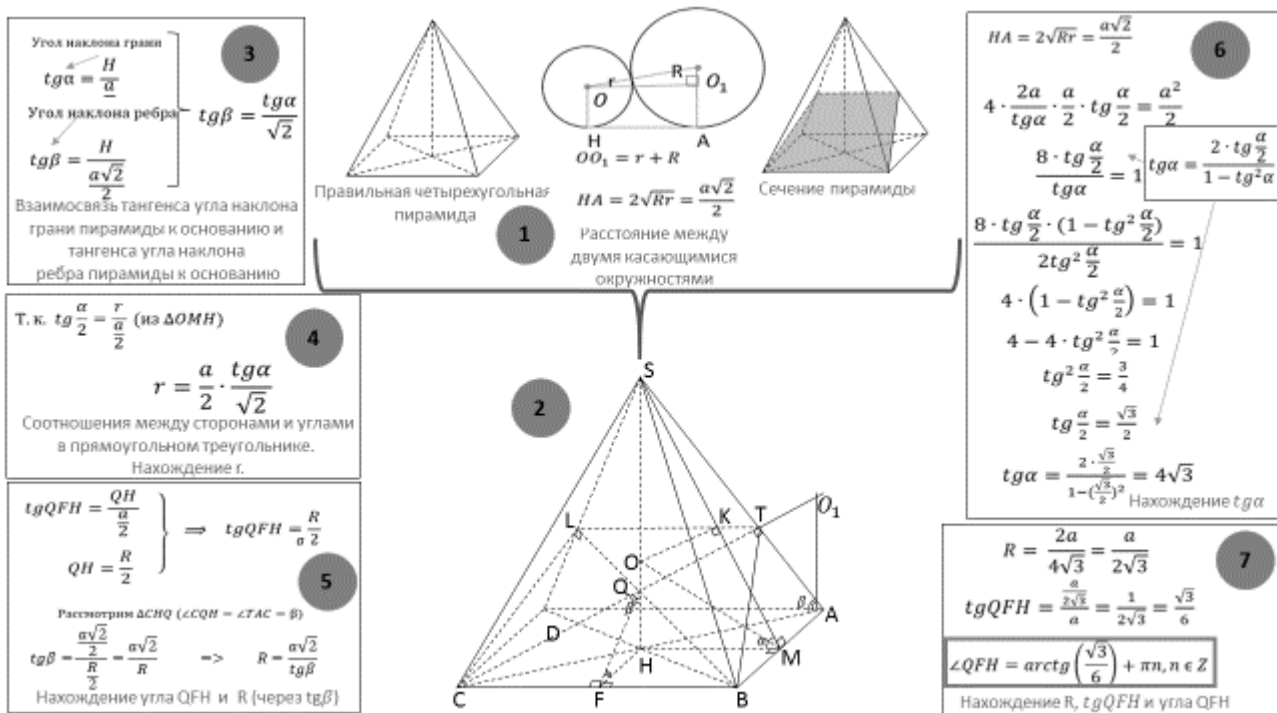 3
Угол наклона грани
tgα = H / a
Угол наклона ребра
tgβ = H / (a√2 / 2)
tgβ = tgα / √2
Взаимосвязь тангенса угла наклона
грани пирамиды к основанию и
тангенса угла наклона
ребра пирамиды к основанию
Правильная четырехугольная
пирамида
1
r
R
O
O₁
H
A
OO₁ = r + R
HA = 2√Rr = a√2 / 2
Расстояние между
двумя касающимися
окружностями
Сечение пирамиды
4
Т. к. tg α/2 = r / (a/2) (из ΔOMH)
r = a/2 · tgα / √2
Соотношения между сторонами и углами
в прямоугольном треугольнике.
Нахождение r.
5
tgQFH = QH / (a/2)
QH = R/2
⟹ tgQFH = R / a 2
Рассмотрим ΔCHQ (∠CQH = ∠TAC = β)
tgβ = (a√2 / 2) / (R/2) = a√2 / R => R = a√2 / tgβ
Нахождение угла QFH и R (через tgβ)
2
S
L
K
T
O₁
O
Q
β
β
A
D
H
α
M
C
F
B
6
HA = 2√Rr = a√2 / 2
4 · 2a/tgα · a/2 · tg α/2 = a²/2
8 · tg α/2 / tgα = 1
tgα = 2 · tg α/2 / (1 − tg²α)
8 · tg α/2 · (1 − tg² α/2) / 2tg² α/2 = 1
4 · (1 − tg² α/2) = 1
4 − 4 · tg² α/2 = 1
tg² α/2 = 3/4
tg α/2 = √3/2
tgα = 2 · √3/2 / (1−(√3/2)²) = 4√3
Нахождение tgα
7
R = 2a / 4√3 = a / 2√3
tgQFH = (a / 2√3) / a = 1 / 2√3 = √3 / 6
∠QFH = arctg (√3 / 6) + πn, n ϵ Z
Нахождение R, tgQFH и угла QFH